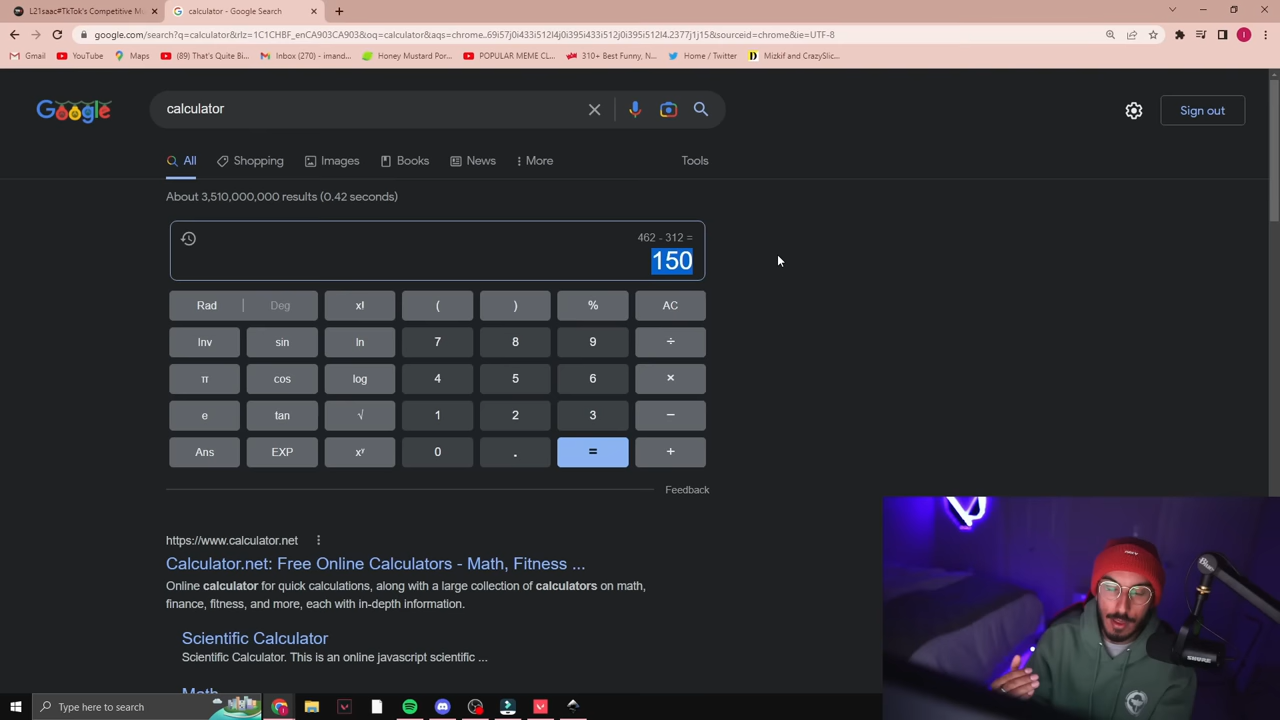 L21saac#TkTok's Competitive M
calculator - Google Search
google.com/search?q=calculator&rlz=1C1CHBF_enCA903CA903&oq=calculator&aqs=chrome..69i57j0i433i512l4j0i395i433i512l2j0i395i512l4.2377j1j15&sourceid=chrome&ie=UTF-8
Gmail
YouTube
Maps
(89) That's Quite Bi...
Inbox (270) - imand...
Honey Mustard Por...
POPULAR MEME CL...
310+ Best Funny, N...
Home / Twitter
Mizkif and CrazySlic...
Google
calculator
Sign out
All
Shopping
Images
Books
News
More
Tools
About 3,510,000,000 results (0.42 seconds)
462 - 312 =
150
Rad | Deg x! ( ) % AC
Inv sin ln 7 8 9 ÷
π cos log 4 5 6 ×
e tan √ 1 2 3 −
Ans EXP xʸ 0 . = +
Feedback
https://www.calculator.net
Calculator.net: Free Online Calculators - Math, Fitness ...
Online calculator for quick calculations, along with a large collection of calculators on math,
finance, fitness, and more, each with in-depth information.
Scientific Calculator
Scientific Calculator. This is an online javascript scientific ...
Math
Type here to search